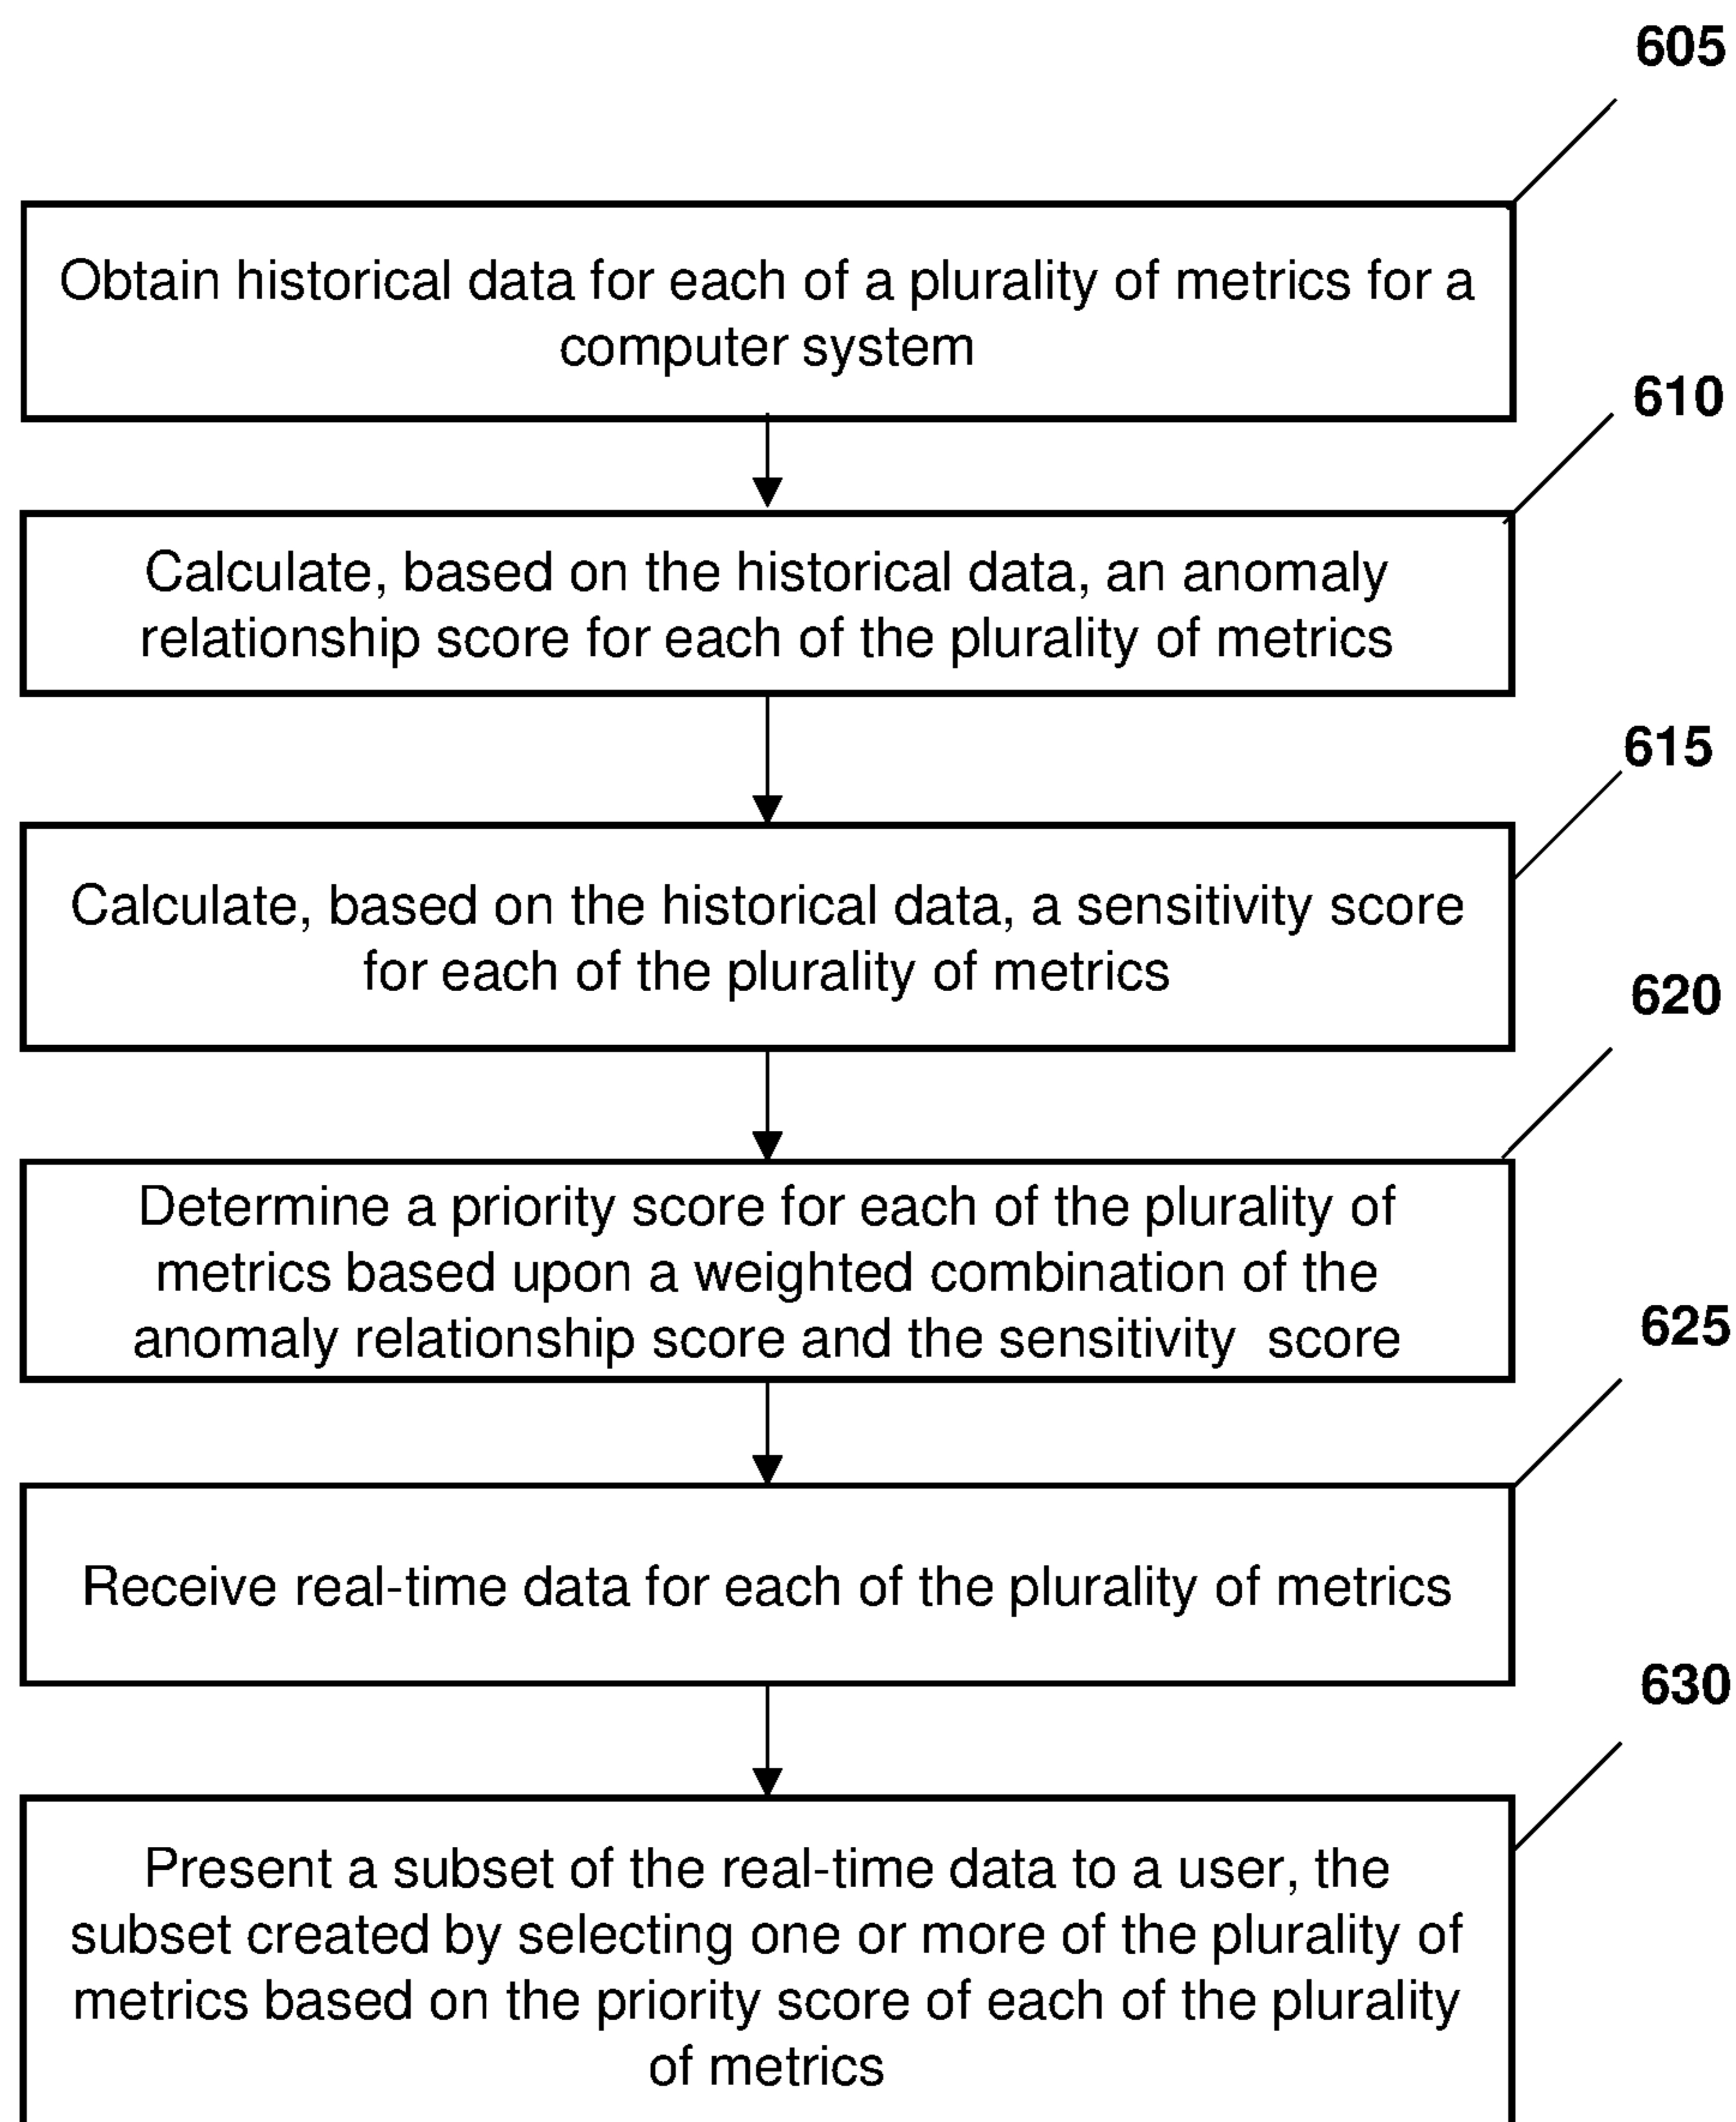 605
Obtain historical data for each of a plurality of metrics for a
computer system
610
Calculate, based on the historical data, an anomaly
relationship score for each of the plurality of metrics
615
Calculate, based on the historical data, a sensitivity score
for each of the plurality of metrics
620
Determine a priority score for each of the plurality of
metrics based upon a weighted combination of the
anomaly relationship score and the sensitivity score
625
Receive real-time data for each of the plurality of metrics
630
Present a subset of the real-time data to a user, the
subset created by selecting one or more of the plurality of
metrics based on the priority score of each of the plurality
of metrics